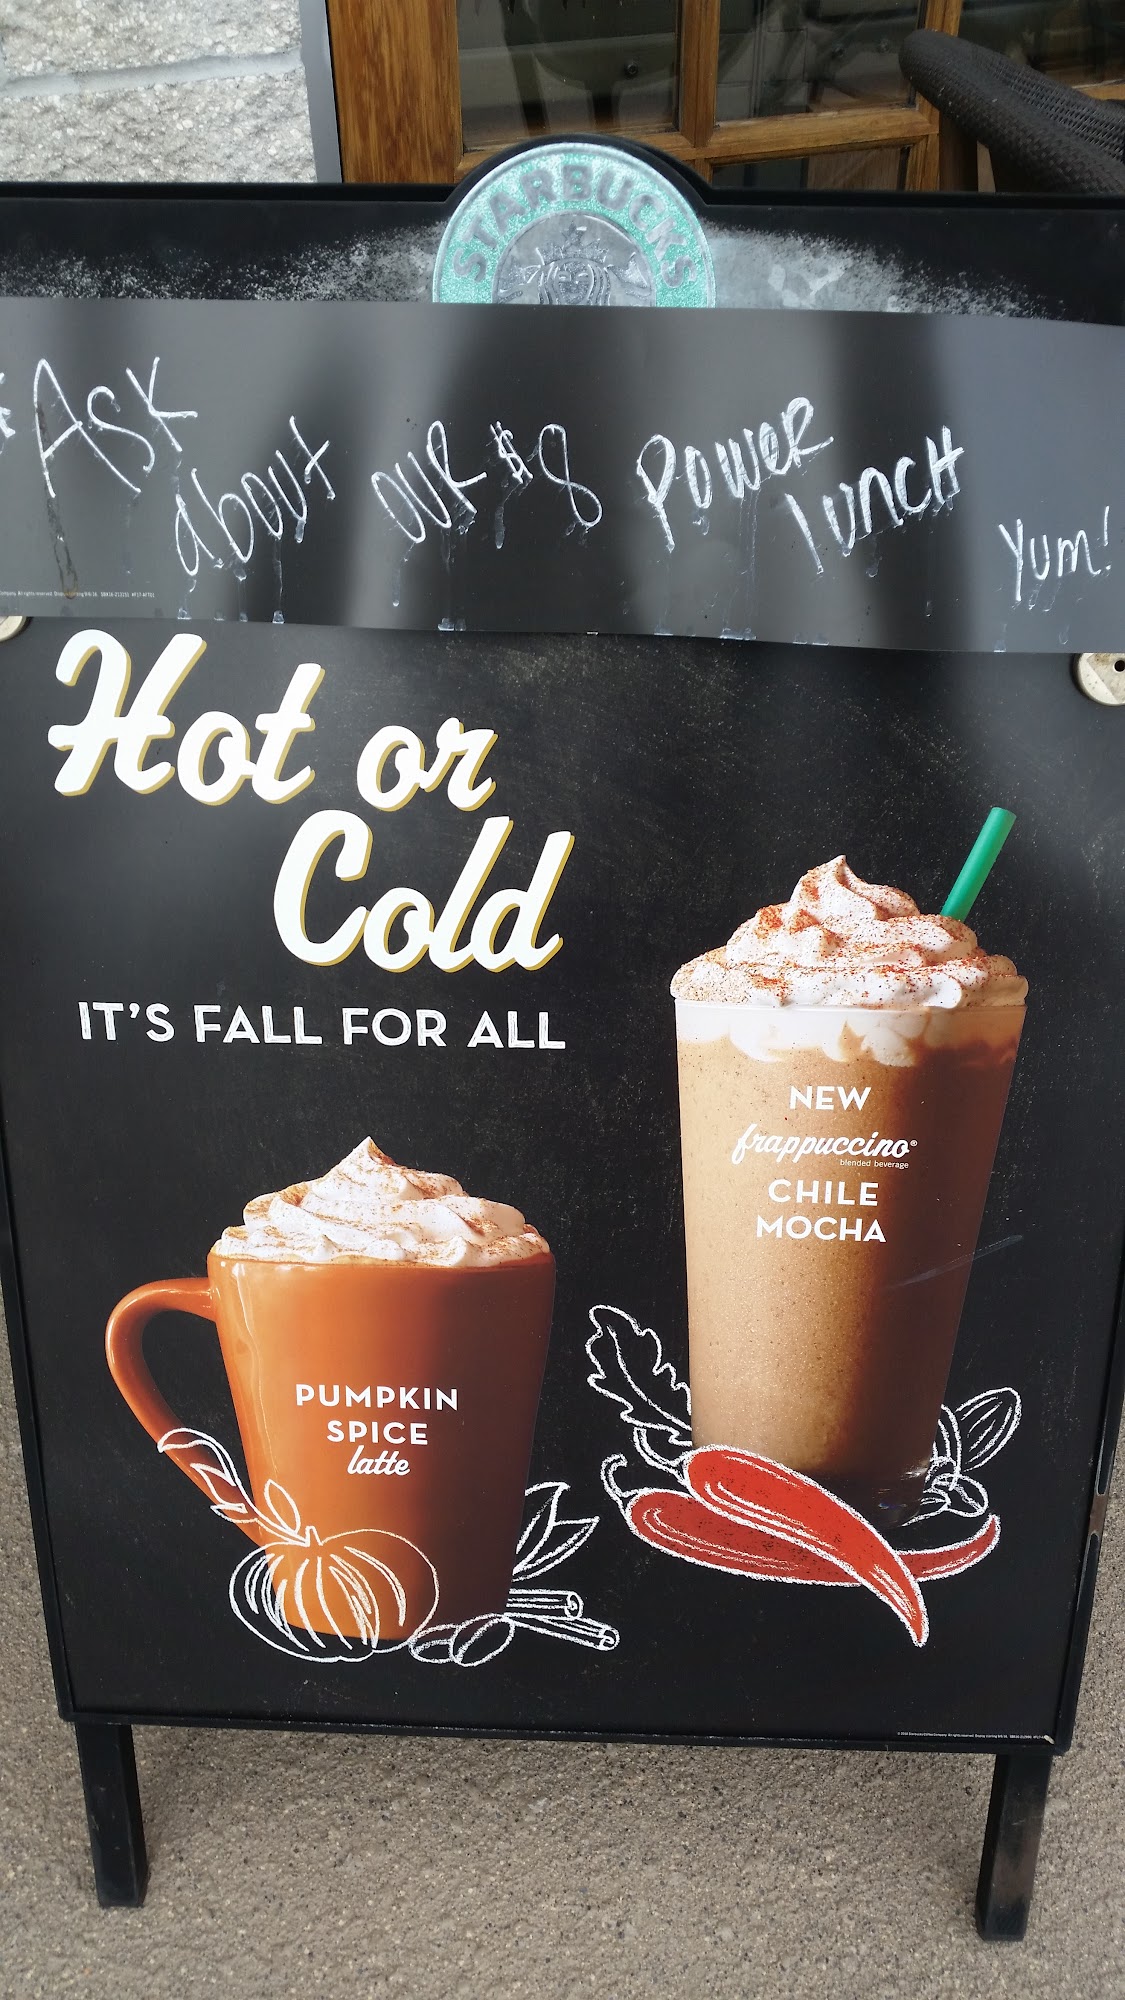 STARBUCKS
Ask about our $8 Power lunch Yum!
Hot or
Cold
IT'S FALL FOR ALL
NEW
frappuccino®
blended beverage
CHILE
MOCHA
PUMPKIN
SPICE
latte